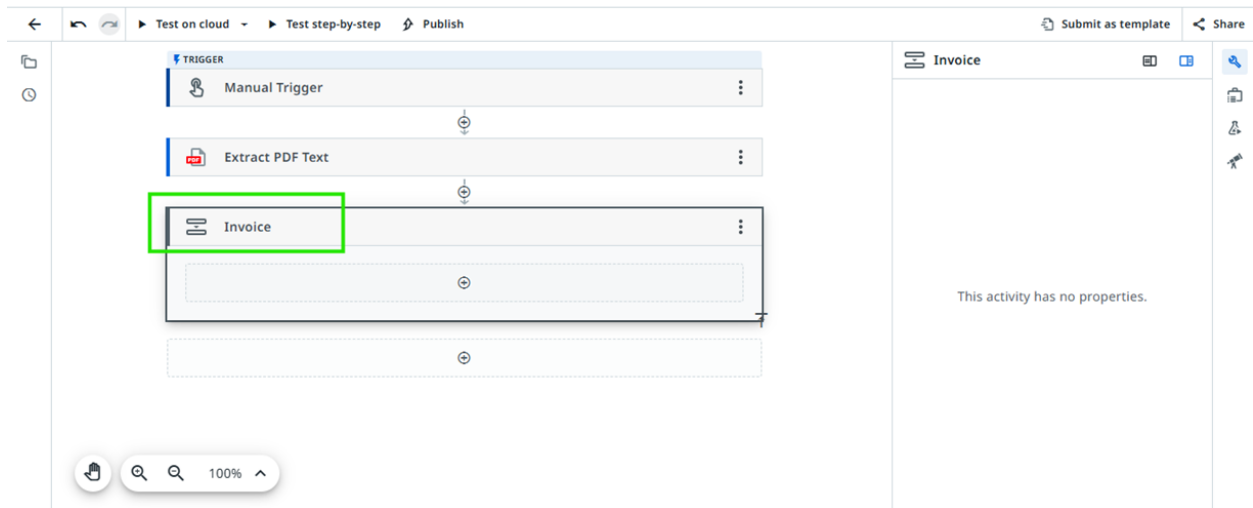 Test on cloud
Test step-by-step
Publish
Submit as template
Share
TRIGGER
Manual Trigger
PDF
Extract PDF Text
Invoice
100%
Invoice
This activity has no properties.